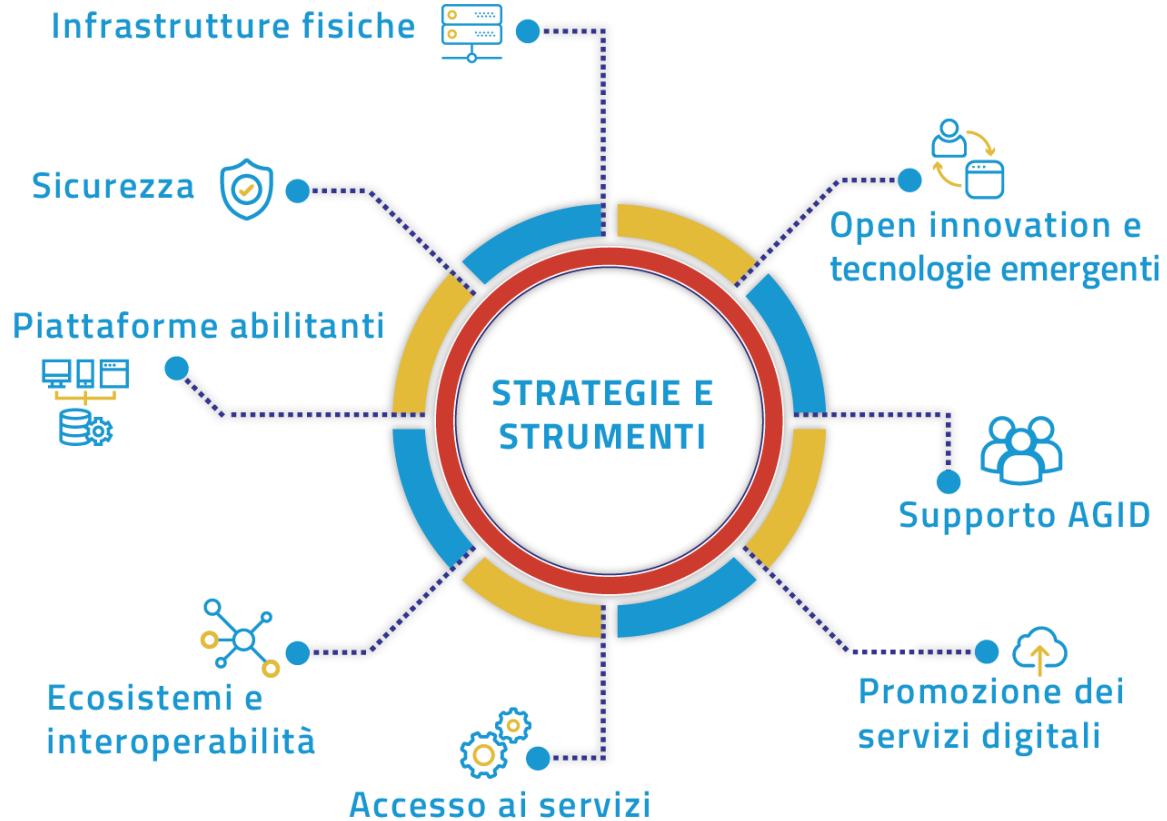 Infrastrutture fisiche
Sicurezza
Open innovation e
tecnologie emergenti
Piattaforme abilitanti
STRATEGIE E
STRUMENTI
Supporto AGID
Ecosistemi e
interoperabilità
Promozione dei
servizi digitali
Accesso ai servizi